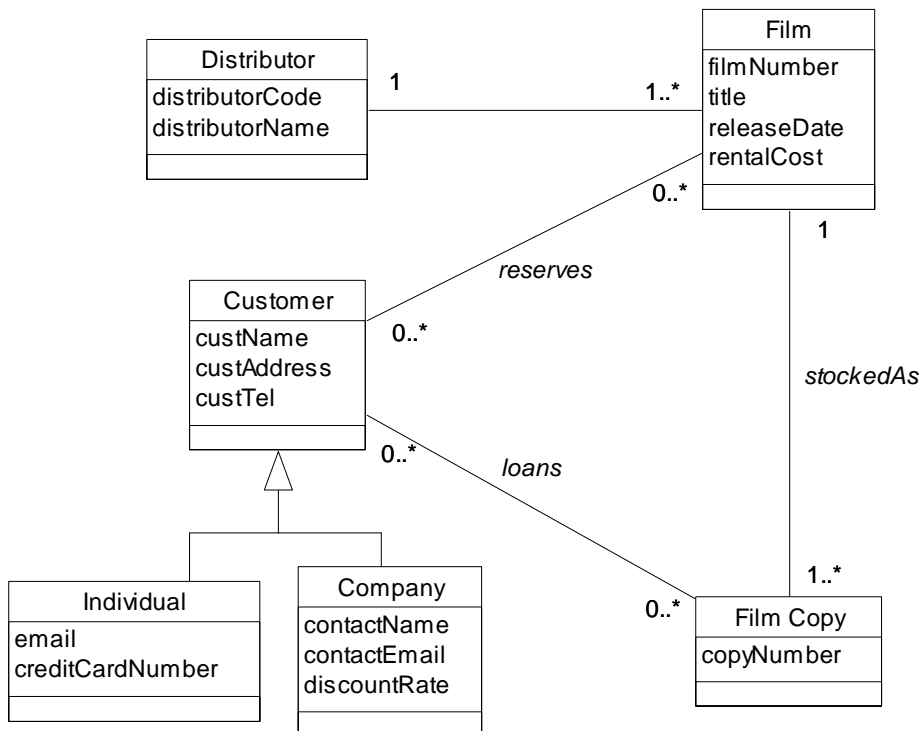 Film
filmNumber
title
releaseDate
rentalCost
Distributor
distributorCode
distributorName
1
1..*
0..*
1
reserves
Customer
custName
custAddress
custTel
0..*
stockedAs
0..*
loans
1..*
0..*
Individual
email
creditCardNumber
Company
contactName
contactEmail
discountRate
Film Copy
copyNumber